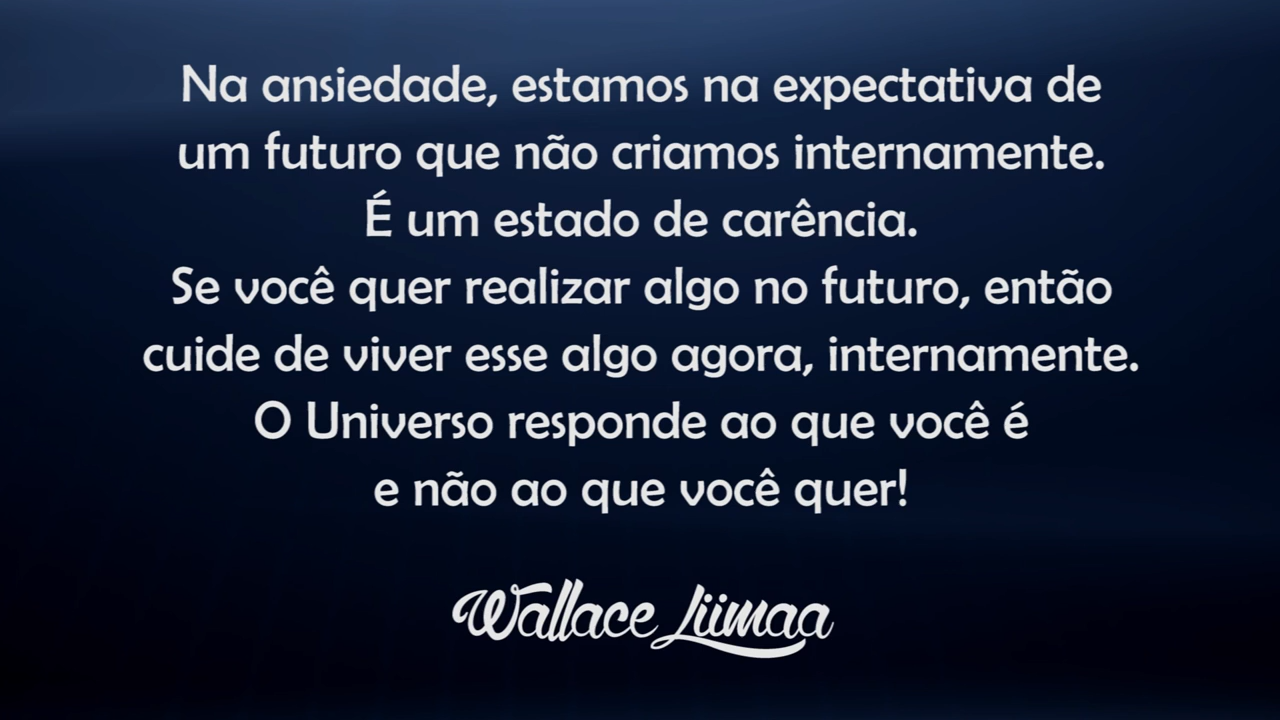 Na ansiedade, estamos na expectativa de
um futuro que não criamos internamente.
É um estado de carência.
Se você quer realizar algo no futuro, então
cuide de viver esse algo agora, internamente.
O Universo responde ao que você é
e não ao que você quer!
Wallace Liimaa